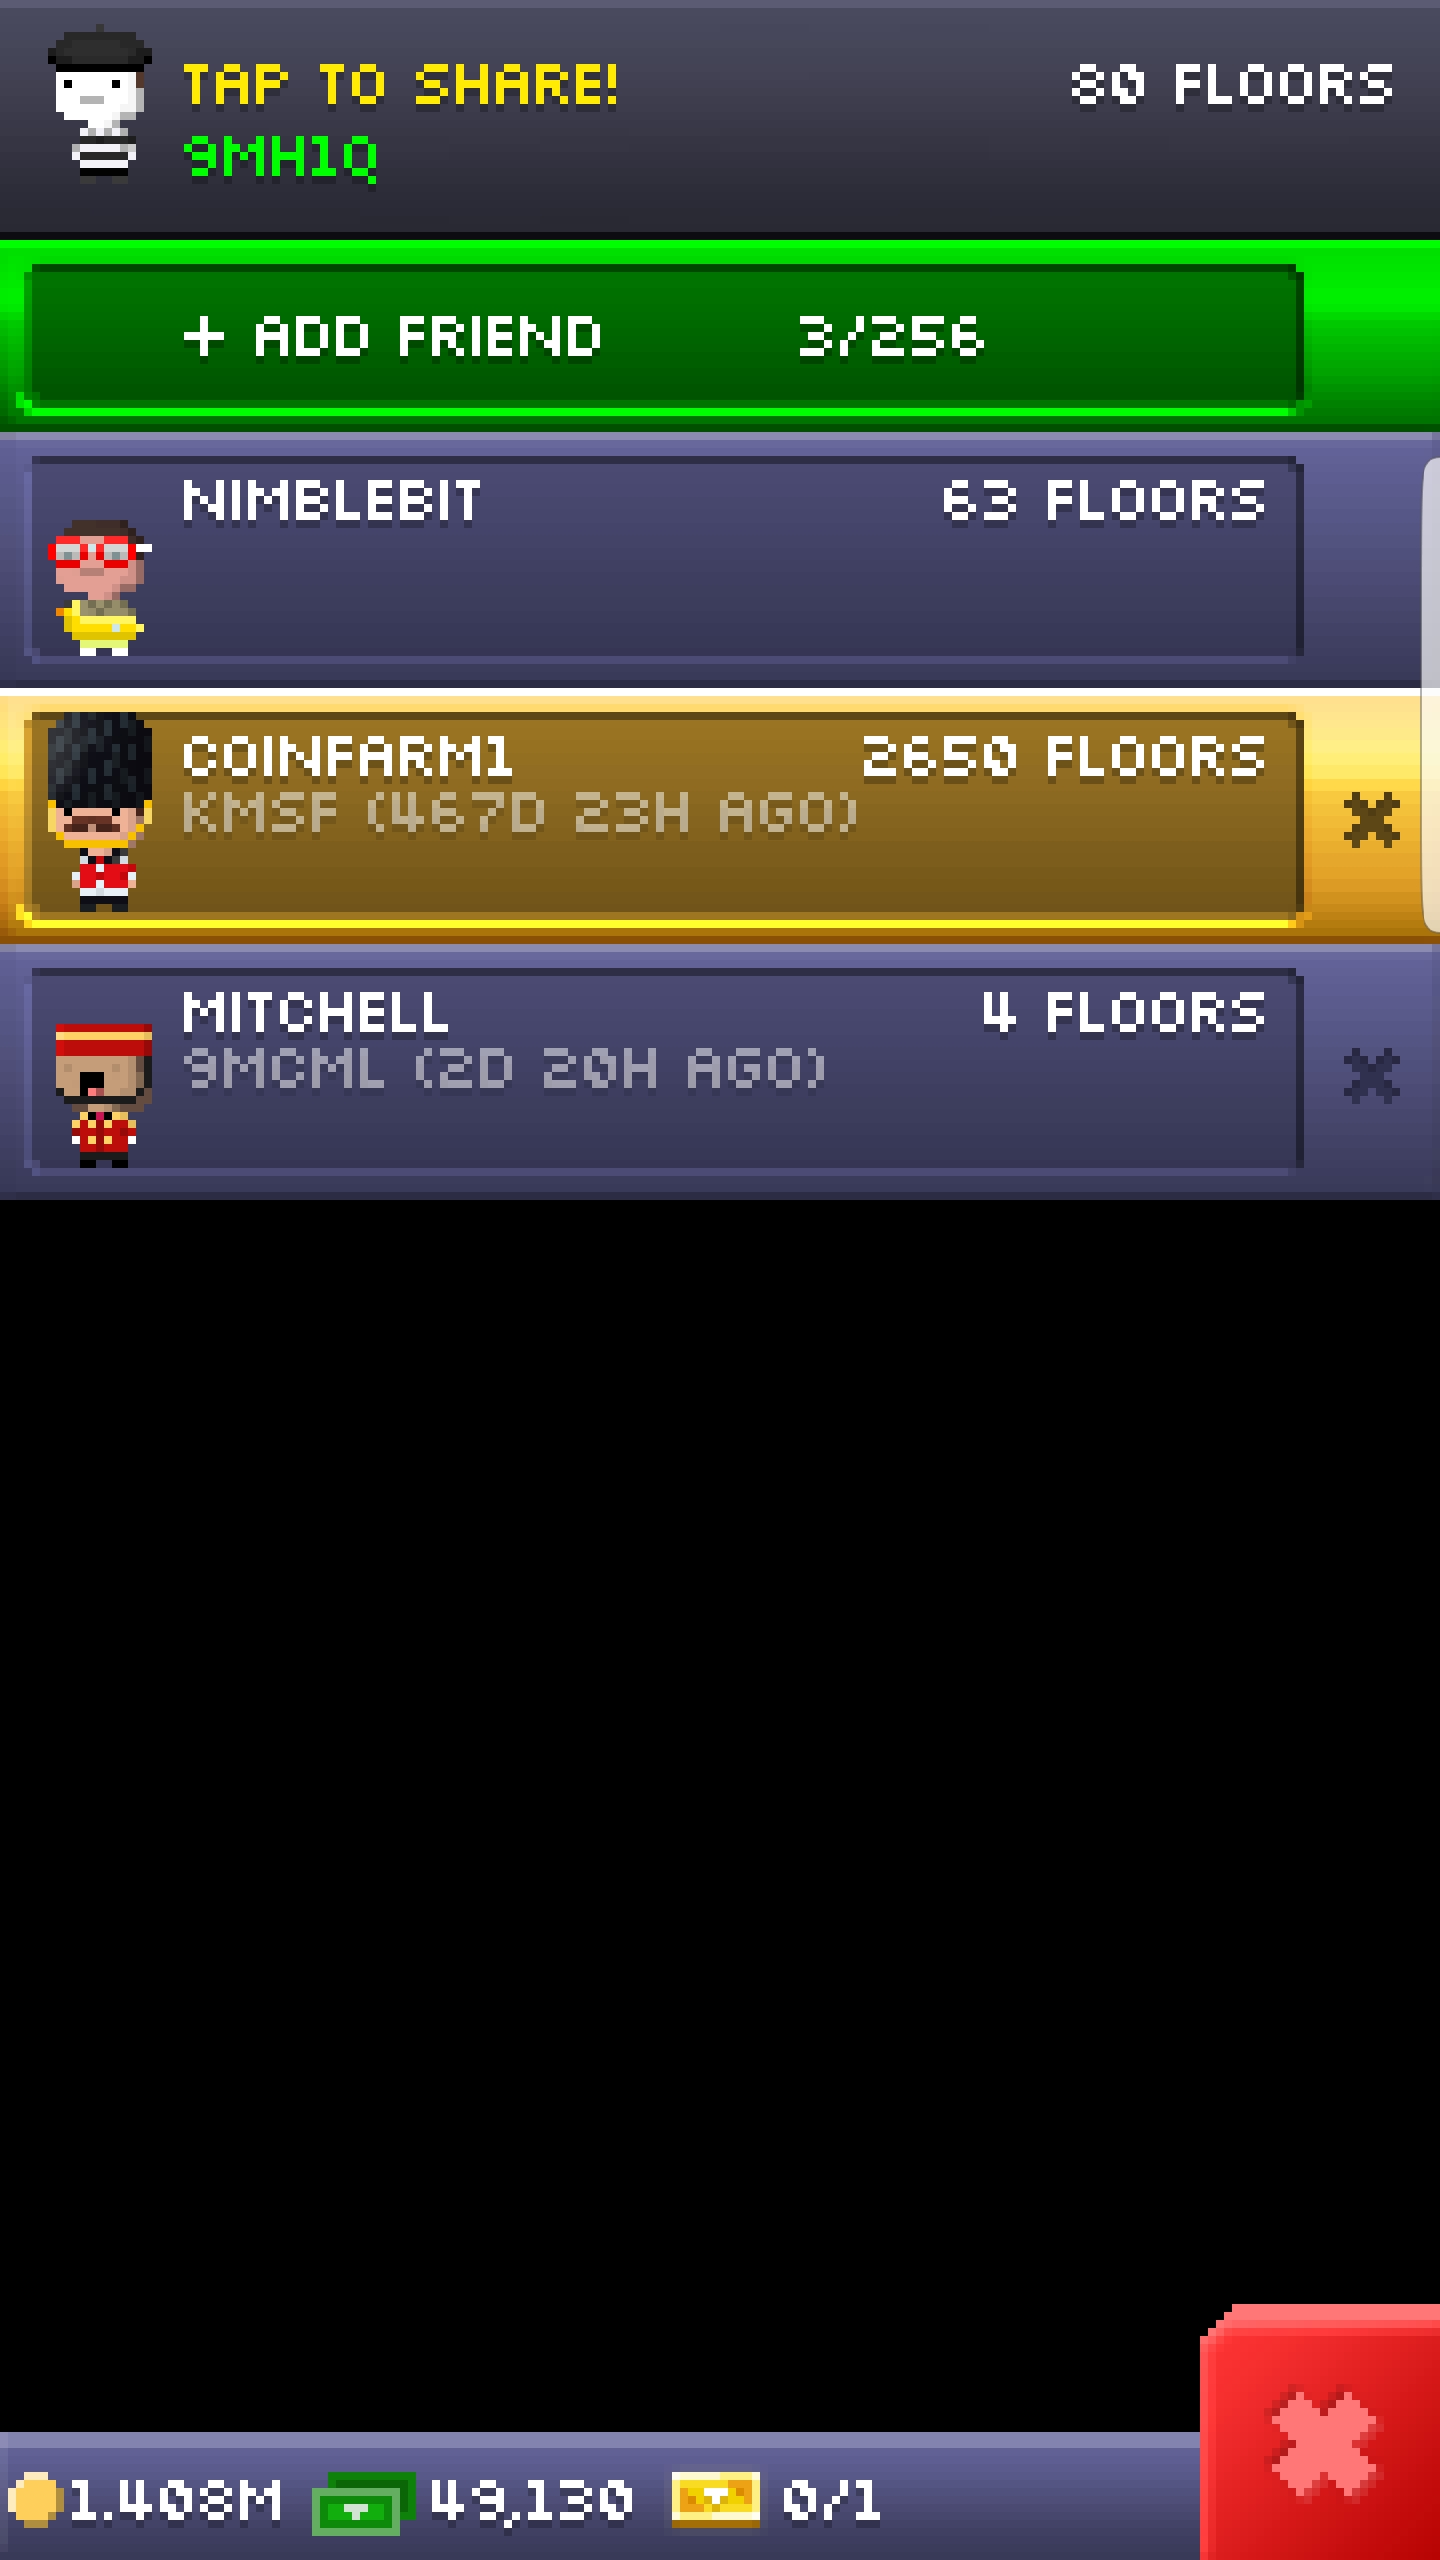 TAP TO SHARE! 80 FLOORS
9MH1Q
+ ADD FRIEND 3/256
NIMBLEBIT 63 FLOORS
COINFARM1 2650 FLOORS
KMSF (467D 23H AGO)
MITCHELL 4 FLOORS
9MCML (2D 20H AGO)
1.408M 49,130 0/1